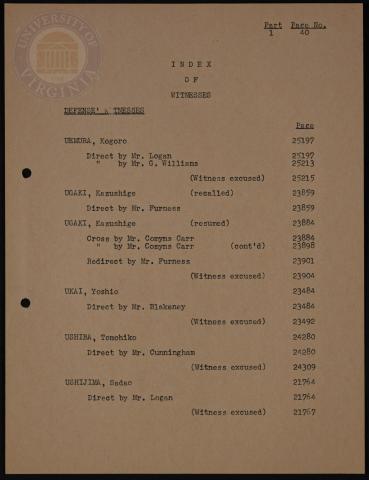 UNIVERSITY OF VIRGINIA
Part Page No.
1 40
I N D E X
O F
WITNESSES
DEFENSE' TNESSES
Page
UEMURA, Kogoro 25197
Direct by Mr. Logan 25197
" by Mr. G. Williams 25213
(Witness excused) 25215
UGAKI, Kazushige (recalled) 23859
Direct by Mr. Furness 23859
UGAKI, Kazushige (resumed) 23884
Cross by Mr. Comyns Carr 23884
" by Mr. Comyns Carr (cont'd) 23898
Redirect by Mr. Furness 23901
(Witness excused) 23904
UKAI, Yoshio 23484
Direct by Mr. Blakeney 23484
(Witness excused) 23492
USHIBA, Tomohiko 24280
Direct by Mr. Cunningham 24280
(Witness excused) 24309
USHIJIMA, Sadao 21764
Direct by Mr. Logan 21764
(Witness excused) 21767